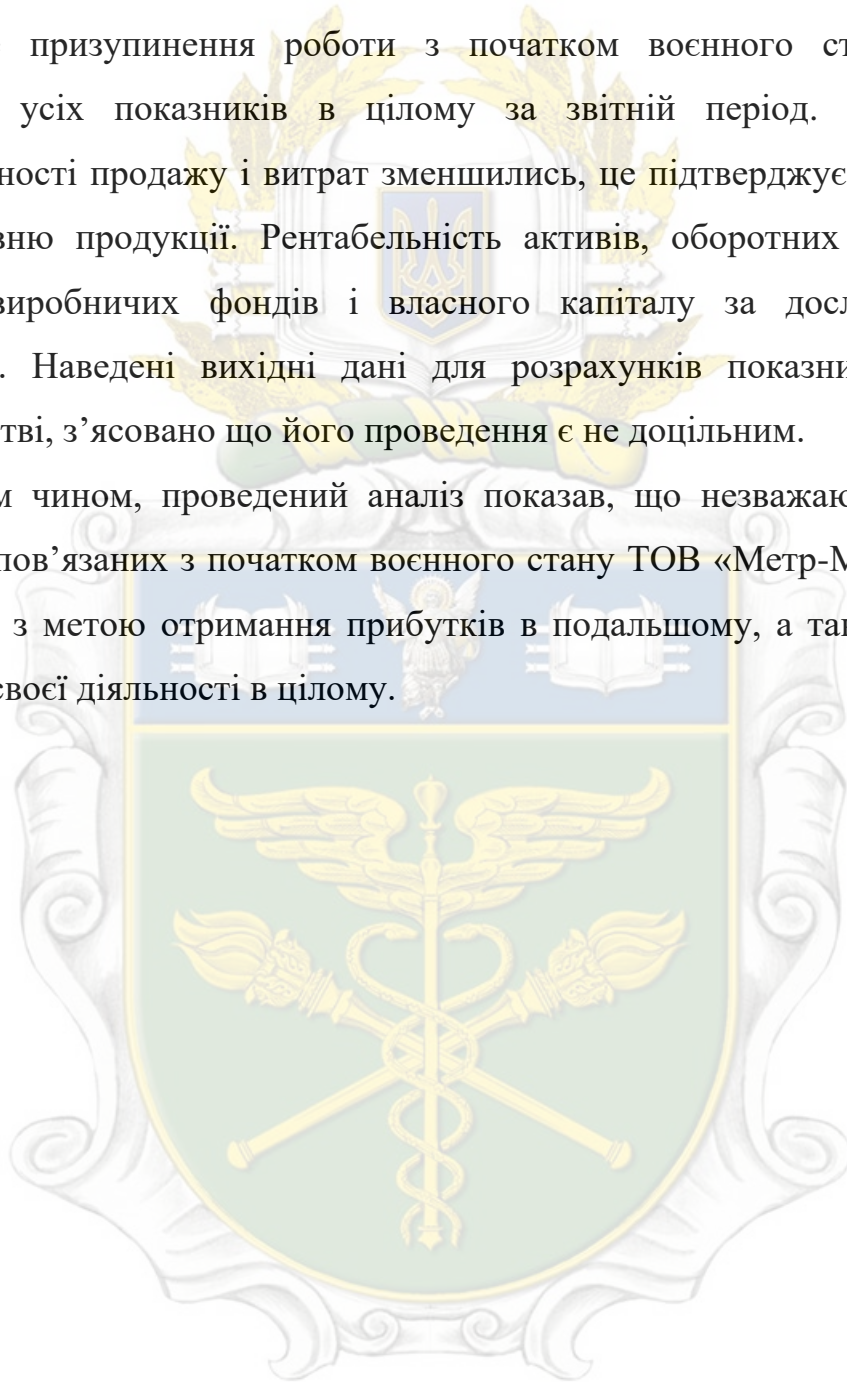 призупинення роботи з початком воєнного ст
усіх показників в цілому за звітній період.
ності продажу і витрат зменшились, це підтверджує
вню продукції. Рентабельність активів, оборотних
виробничих фондів і власного капіталу за досл
. Наведені вихідні дані для розрахунків показни
тві, з’ясовано що його проведення є не доцільним.
м чином, проведений аналіз показав, що незважаю
пов’язаних з початком воєнного стану ТОВ «Метр-М
з метою отримання прибутків в подальшому, а та
своєї діяльності в цілому.